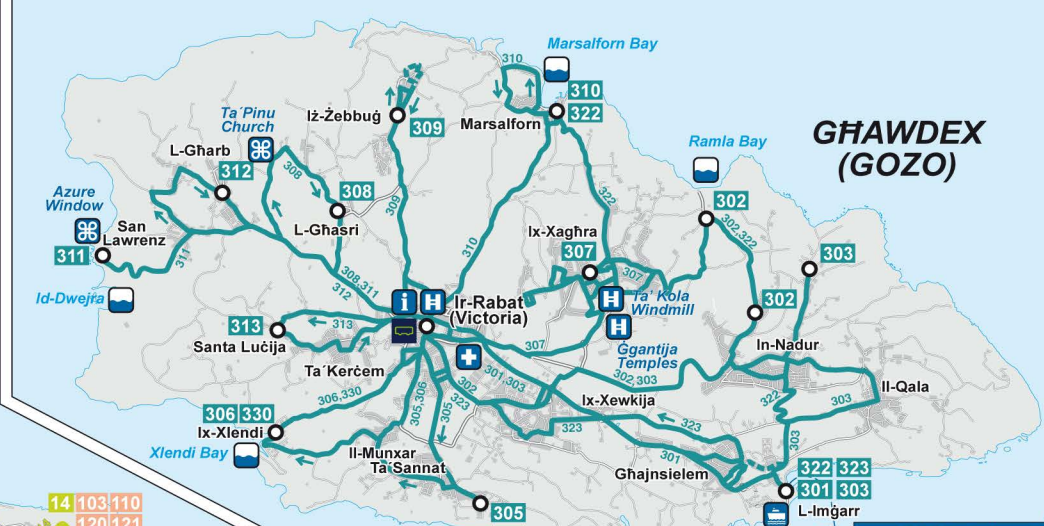 Marsalforn Bay
310
310
322
Marsalforn
Iż-Żebbuġ
309
GĦAWDEX
(GOZO)
Ta´Pinu
Church
L-Għarb
312
308
308
L-Għasri
Ramla Bay
302
302,322
322
Azure
Window
San
Lawrenz
311
311
Id-Dwejra
309
310
Ix-Xagħra
307
307
303
308,311
312
Ir-Rabat
(Victoria)
Ta' Kola
Windmill
Ggantija
Temples
302
In-Nadur
313
313
Santa Luċija
Ta´Kerċem
307
301,303
302,303
Il-Qala
306,330
305,306
305
302
323
Ix-Xewkija
322
303
306 330
Ix-Xlendi
Xlendi Bay
Il-Munxar
Ta Sannat
323
323
303
301
Għajnsielem
322 323
301 303
L-Imġarr
305
14 103 110
120 121